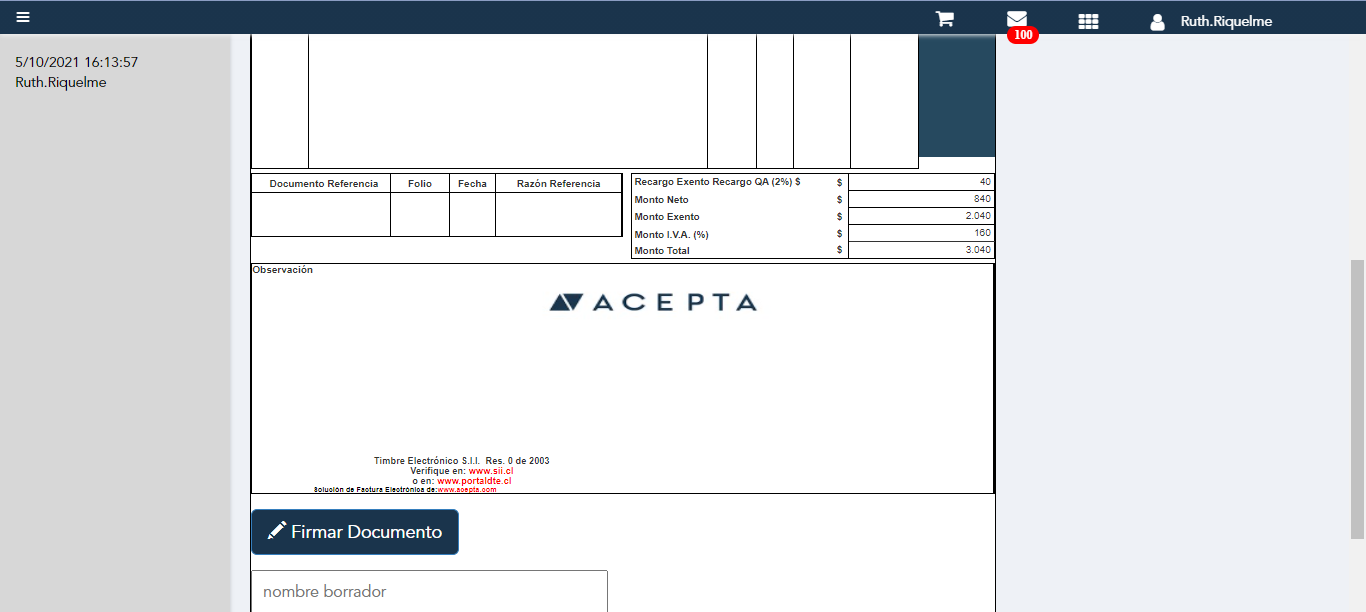 Ruth.Riquelme
100
5/10/2021 16:13:57
Ruth.Riquelme
Documento Referencia Folio Fecha Razón Referencia
Recargo Exento Recargo QA (2%) $ $ 40
Monto Neto $ 840
Monto Exento $ 2.040
Monto I.V.A. (%) $ 160
Monto Total $ 3.040
Observación
ACEPTA
Timbre Electrónico S.I.I. Res. 0 de 2003
Verifique en: www.sii.cl
o en: www.portaldte.cl
Solución de Factura Electrónica de:www.acepta.com
Firmar Documento
nombre borrador